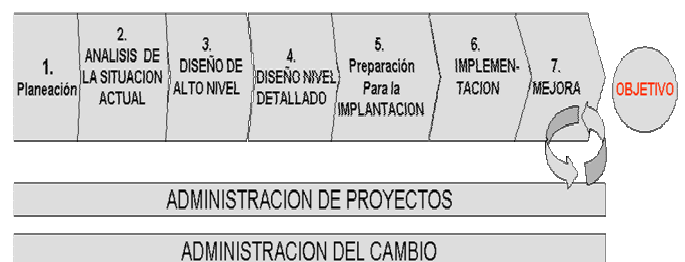 1.
Planeación
2.
ANALISIS DE
LA SITUACION
ACTUAL
3.
DISEÑO DE
ALTO NIVEL
4.
DISEÑO NIVEL
DETALLADO
5.
Preparación
Para la
IMPLANTACION
6.
IMPLEMEN-
TACION
7.
MEJORA
OBJETIVO
ADMINISTRACION DE PROYECTOS
ADMINISTRACION DEL CAMBIO